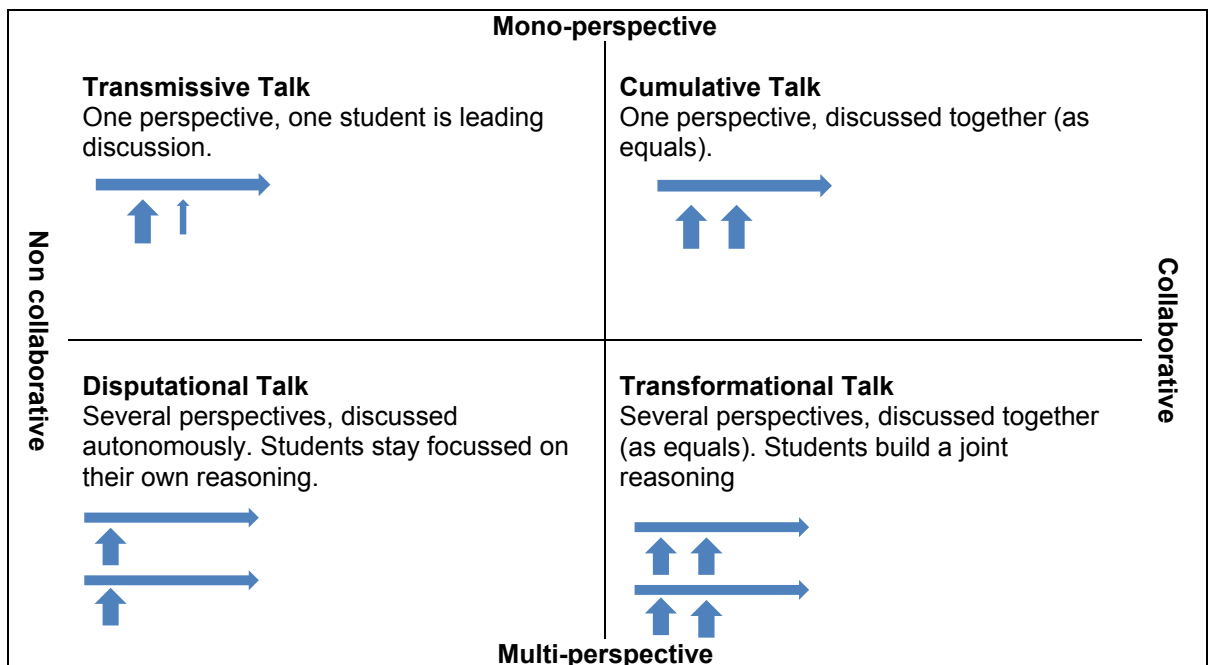 Mono-perspective
Transmissive Talk
One perspective, one student is leading
discussion.
Cumulative Talk
One perspective, discussed together (as
equals).
Non collaborative
Collaborative
Disputational Talk
Several perspectives, discussed
autonomously. Students stay focussed on
their own reasoning.
Transformational Talk
Several perspectives, discussed together
(as equals). Students build a joint
reasoning
Multi-perspective